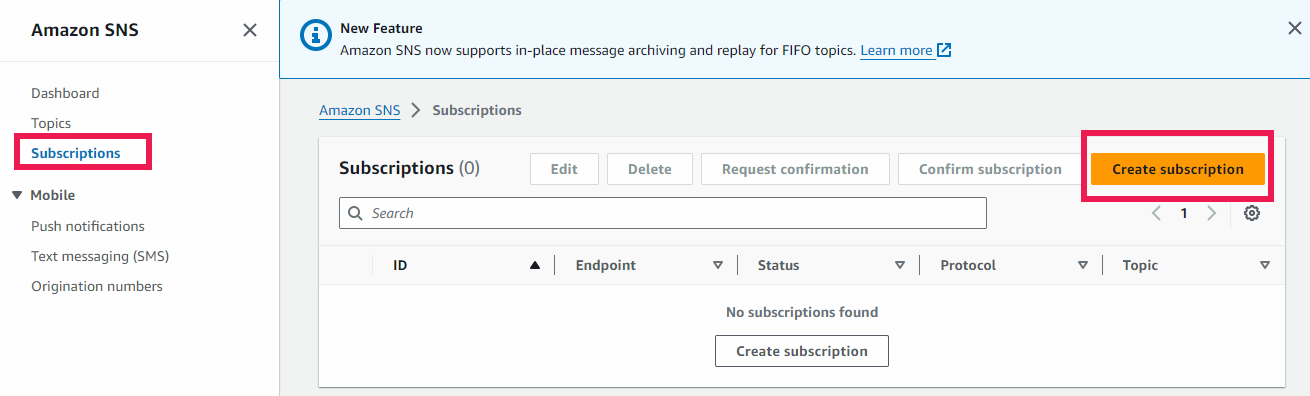 Amazon SNS
Dashboard
Topics
Subscriptions
Mobile
Push notifications
Text messaging (SMS)
Origination numbers
New Feature
Amazon SNS now supports in-place message archiving and replay for FIFO topics. Learn more
Amazon SNS Subscriptions
Subscriptions (0) Edit Delete Request confirmation Confirm subscription Create subscription
Search 1
ID Endpoint Status Protocol Topic
No subscriptions found
Create subscription